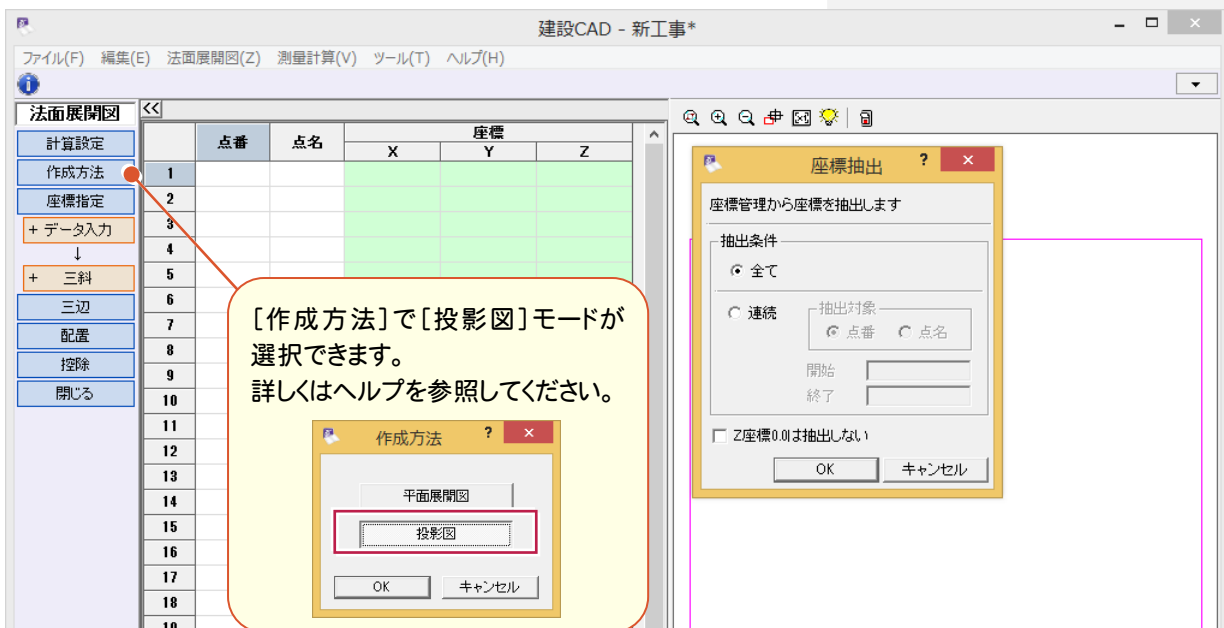 建設CAD - 新工事*
ファイル(F) 編集(E) 法面展開図(Z) 測量計算(V) ツール(T) ヘルプ(H)
法面展開図
計算設定
作成方法
座標指定
+ データ入力
↓
+ 三斜
三辺
配置
控除
閉じる
<<
点番 点名 座標
X Y Z
1
2
3
4
5
6
7
8
9
10
11
12
13
14
15
16
17
18
19
[作成方法]で[投影図]モードが
選択できます。
詳しくはヘルプを参照してください。
作成方法 ? ×
平面展開図
投影図
OK キャンセル
座標抽出 ? ×
座標管理から座標を抽出します
抽出条件
全て
連続 抽出対象
点番 点名
開始
終了
Z座標0.0は抽出しない
OK キャンセル